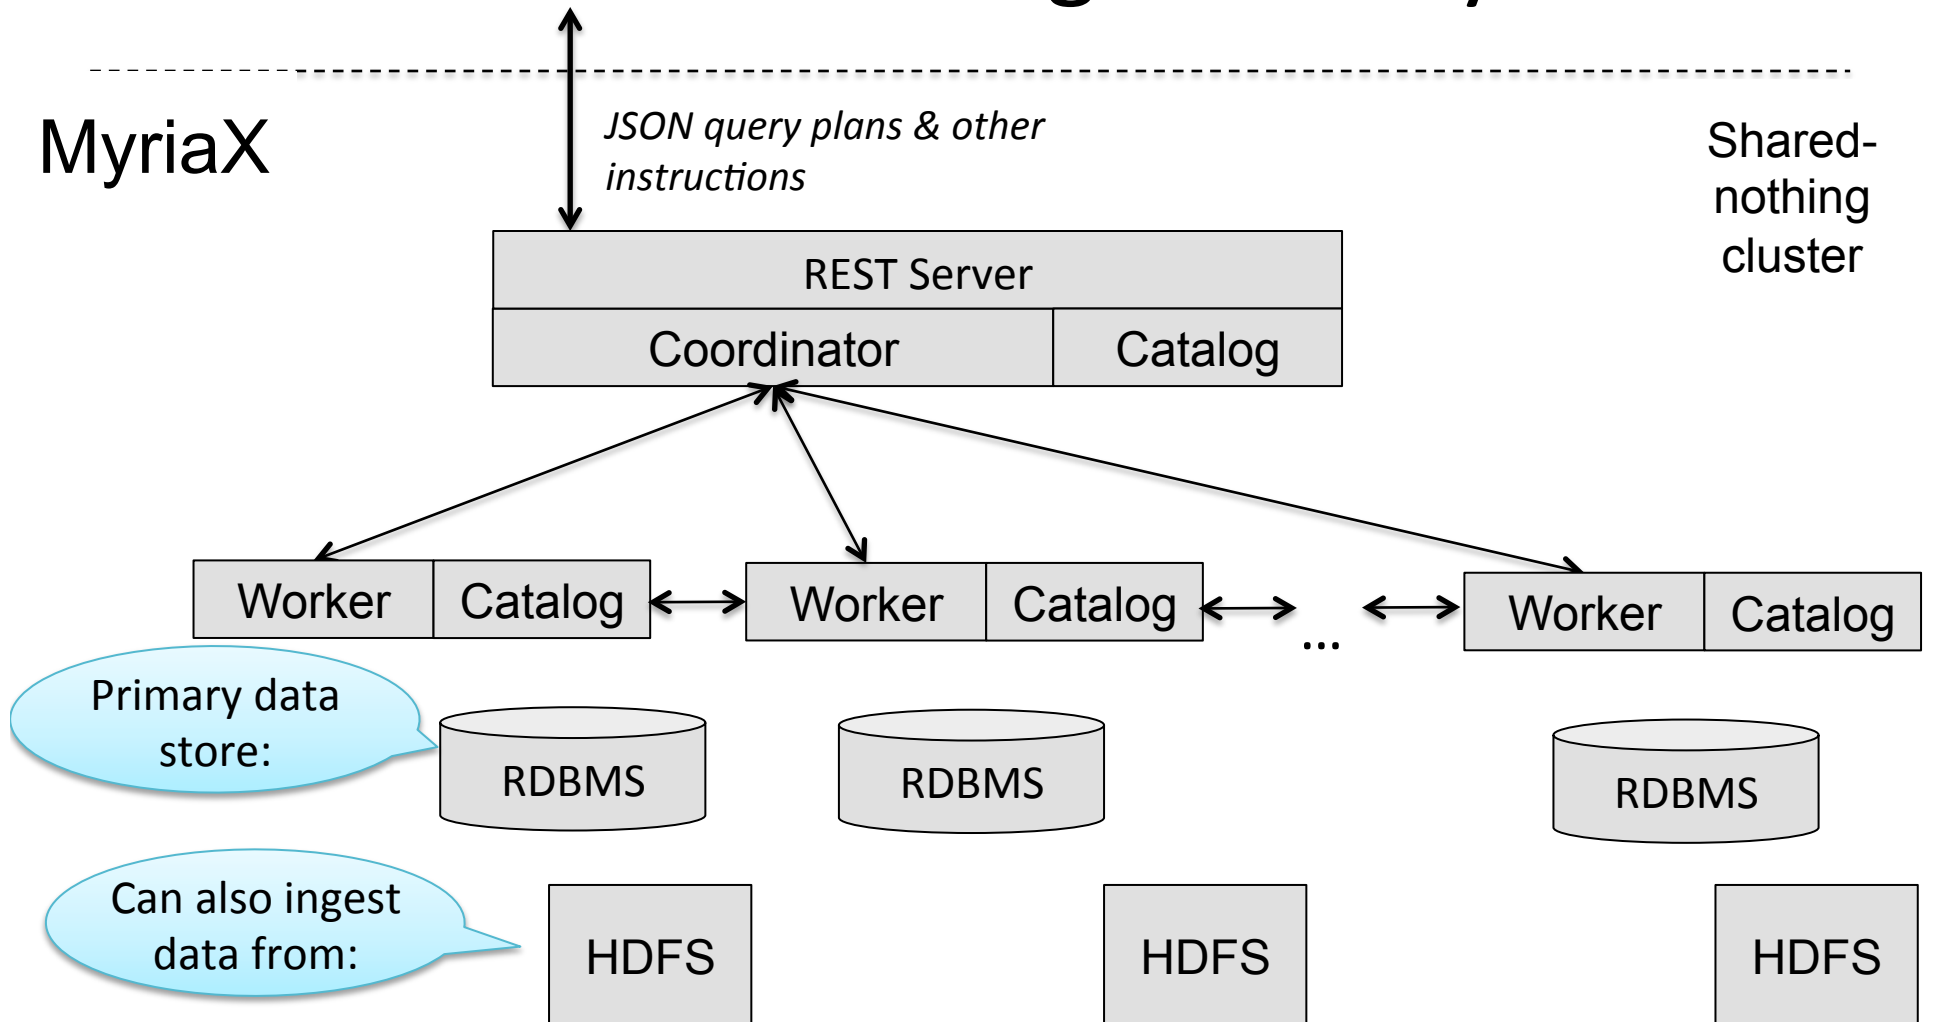 MyriaX
JSON query plans & other
instructions
Shared-
nothing
cluster
REST Server
Coordinator
Catalog
Worker
Catalog
Worker
Catalog
...
Worker
Catalog
Primary data
store:
RDBMS
RDBMS
RDBMS
Can also ingest
data from:
HDFS
HDFS
HDFS